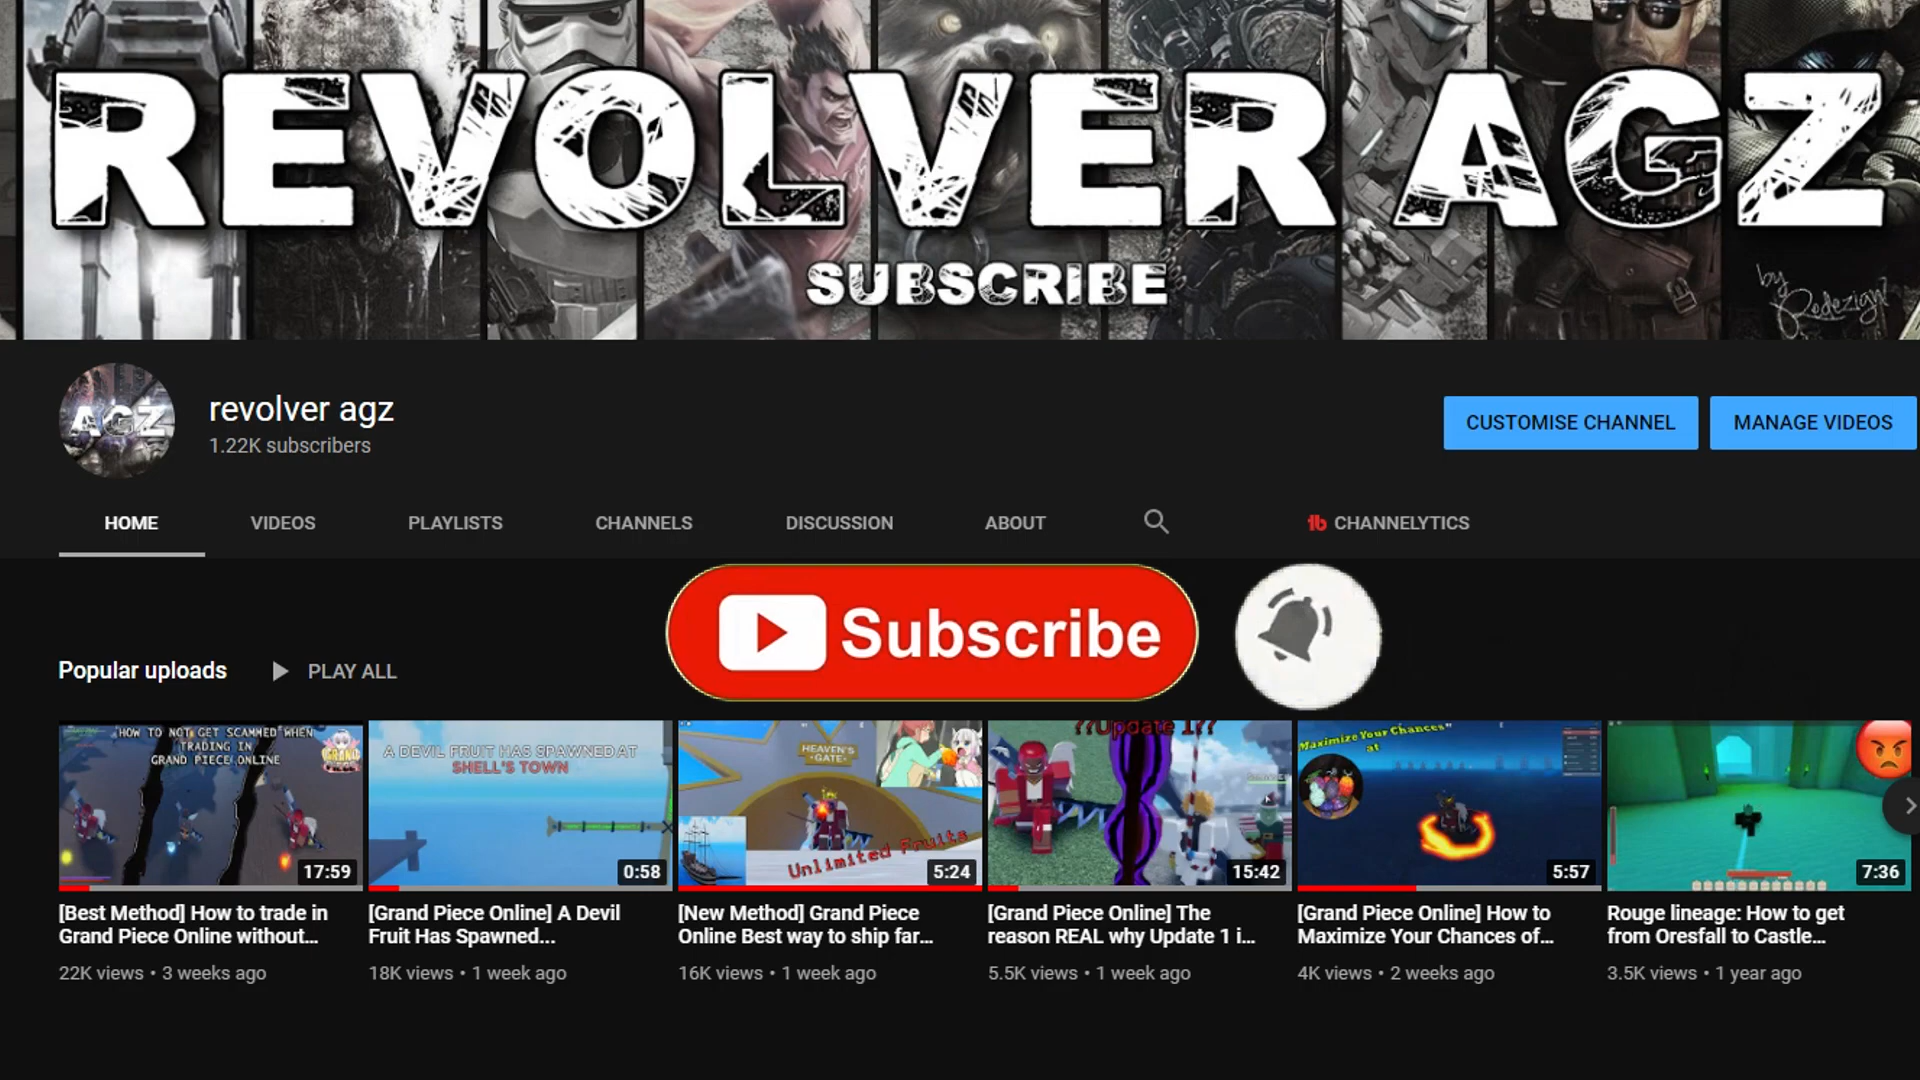 REVOLVER AGZ
SUBSCRIBE
by
Redezign
AGZ
revolver agz
1.22K subscribers
CUSTOMISE CHANNEL
MANAGE VIDEOS
HOME
VIDEOS
PLAYLISTS
CHANNELS
DISCUSSION
ABOUT
CHANNELYTICS
Subscribe
Popular uploads
PLAY ALL
"HOW TO NOT GET SCAMMED WHEN
TRADING IN
GRAND PIECE ONLINE
17:59
A DEVIL FRUIT HAS SPAWNED AT
SHELL'S TOWN
0:58
HEAVEN'S
GATE
Unlimited Fruits
5:24
??Update 1??
15:42
Maximize Your Chances"
at
5:57
7:36
[Best Method] How to trade in
Grand Piece Online without...
22K views • 3 weeks ago
[Grand Piece Online] A Devil
Fruit Has Spawned...
18K views • 1 week ago
[New Method] Grand Piece
Online Best way to ship far...
16K views • 1 week ago
[Grand Piece Online] The
reason REAL why Update 1 i...
5.5K views • 1 week ago
[Grand Piece Online] How to
Maximize Your Chances of...
4K views • 2 weeks ago
Rouge lineage: How to get
from Oresfall to Castle...
3.5K views • 1 year ago